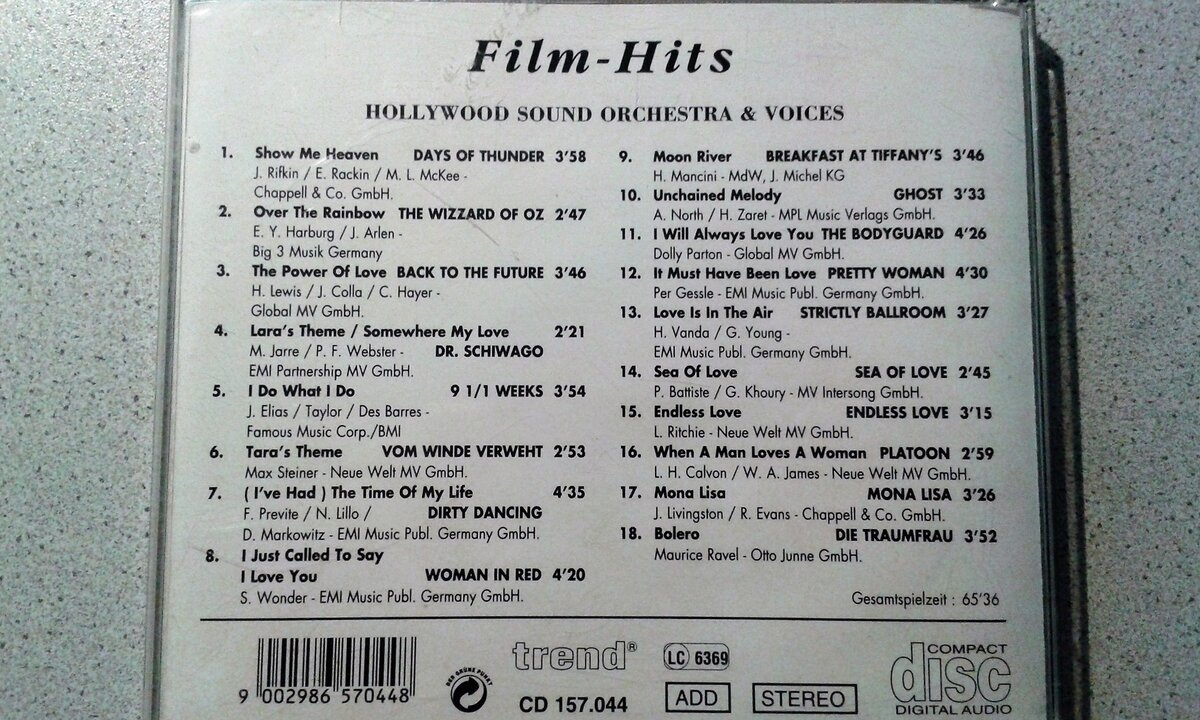 Film-Hits
HOLLYWOOD SOUND ORCHESTRA & VOICES
1. Show Me Heaven DAYS OF THUNDER 3'58
J. Rifkin / E. Rackin / M. L. McKee -
Chappell & Co. GmbH.
2. Over The Rainbow THE WIZZARD OF OZ 2'47
E. Y. Harburg / J. Arlen -
Big 3 Musik Germany
3. The Power Of Love BACK TO THE FUTURE 3'46
H. Lewis / J. Colla / C. Hayer -
Global MV GmbH.
4. Lara's Theme / Somewhere My Love 2'21
M. Jarre / P. F. Webster - DR. SCHIWAGO
EMI Partnership MV GmbH.
5. I Do What I Do 9 1/1 WEEKS 3'54
J. Elias / Taylor / Des Barres -
Famous Music Corp./BMI
6. Tara's Theme VOM WINDE VERWEHT 2'53
Max Steiner - Neue Welt MV GmbH.
7. ( I've Had ) The Time Of My Life 4'35
F. Previte / N. Lillo / DIRTY DANCING
D. Markowitz - EMI Music Publ. Germany GmbH.
8. I Just Called To Say
I Love You WOMAN IN RED 4'20
S. Wonder - EMI Music Publ. Germany GmbH.
9. Moon River BREAKFAST AT TIFFANY'S 3'46
H. Mancini - MdW, J. Michel KG
10. Unchained Melody GHOST 3'33
A. North / H. Zaret - MPL Music Verlags GmbH.
11. I Will Always Love You THE BODYGUARD 4'26
Dolly Parton - Global MV GmbH.
12. It Must Have Been Love PRETTY WOMAN 4'30
Per Gessle - EMI Music Publ. Germany GmbH.
13. Love Is In The Air STRICTLY BALLROOM 3'27
H. Vanda / G. Young -
EMI Music Publ. Germany GmbH.
14. Sea Of Love SEA OF LOVE 2'45
P. Battiste / G. Khoury - MV Intersong GmbH.
15. Endless Love ENDLESS LOVE 3'15
L. Ritchie - Neue Welt MV GmbH.
16. When A Man Loves A Woman PLATOON 2'59
L. H. Calvon / W. A. James - Neue Welt MV GmbH.
17. Mona Lisa MONA LISA 3'26
J. Livingston / R. Evans - Chappell & Co. GmbH.
18. Bolero DIE TRAUMFRAU 3'52
Maurice Ravel - Otto Junne GmbH.
Gesamtspielzeit : 65'36
9 002986 570448
DER GRÜNE PUNKT
trend®
CD 157.044
LC 6369
ADD STEREO
COMPACT
disc
DIGITAL AUDIO